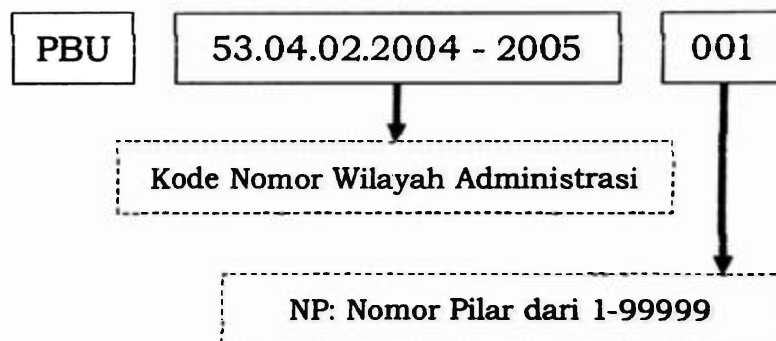 PBU 53.04.02.2004 - 2005 001
Kode Nomor Wilayah Administrasi
NP: Nomor Pilar dari 1-99999